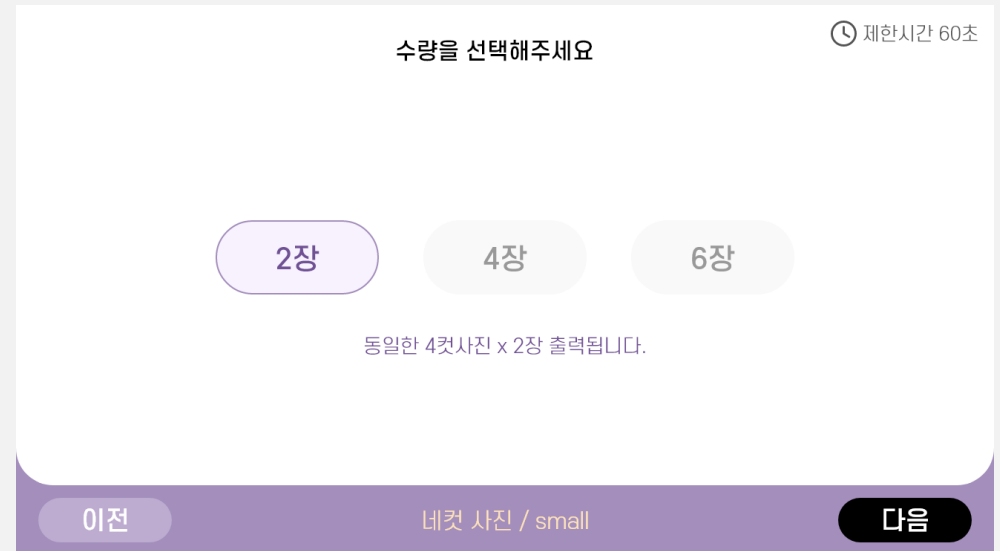 제한시간 60초
수량을 선택해주세요
2장 4장 6장
동일한 4컷사진 x 2장 출력됩니다.
이전 네컷 사진 / small 다음